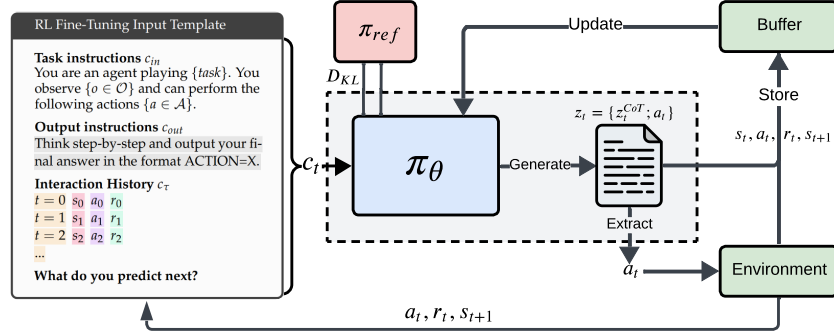 RL Fine-Tuning Input Template
Task instructions c_in
You are an agent playing {task}. You
observe {o ∈ O} and can perform the
following actions {a ∈ A}.
Output instructions c_out
Think step-by-step and output your fi-
nal answer in the format ACTION=X.
Interaction History c_τ
t = 0 s_0 a_0 r_0
t = 1 s_1 a_1 r_1
t = 2 s_2 a_2 r_2
...
What do you predict next?
c_t
π_ref
D_KL
π_θ
Generate
z_t = {z_t^CoT; a_t}
Extract
a_t
Update
Buffer
Store
s_t, a_t, r_t, s_t+1
Environment
a_t, r_t, s_t+1